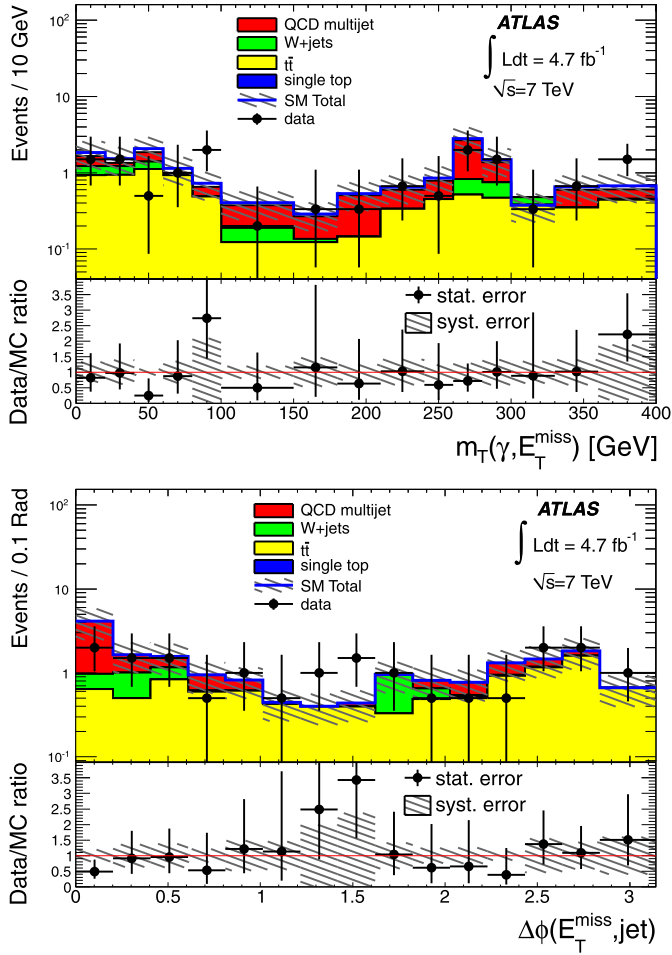 Events / 10 GeV
10²
10
1
10⁻¹
QCD multijet
W+jets
tt̄
single top
SM Total
data
ATLAS
∫ Ldt = 4.7 fb⁻¹
√s=7 TeV
Data/MC ratio
3.5
3
2.5
2
1.5
1
0.5
0
stat. error
syst. error
0 50 100 150 200 250 300 350 400
m_T(γ,E_T^miss) [GeV]
Events / 0.1 Rad
10²
10
1
10⁻¹
QCD multijet
W+jets
tt̄
single top
SM Total
data
ATLAS
∫ Ldt = 4.7 fb⁻¹
√s=7 TeV
Data/MC ratio
3.5
3
2.5
2
1.5
1
0.5
0
stat. error
syst. error
0 0.5 1 1.5 2 2.5 3
Δϕ(E_T^miss,jet)